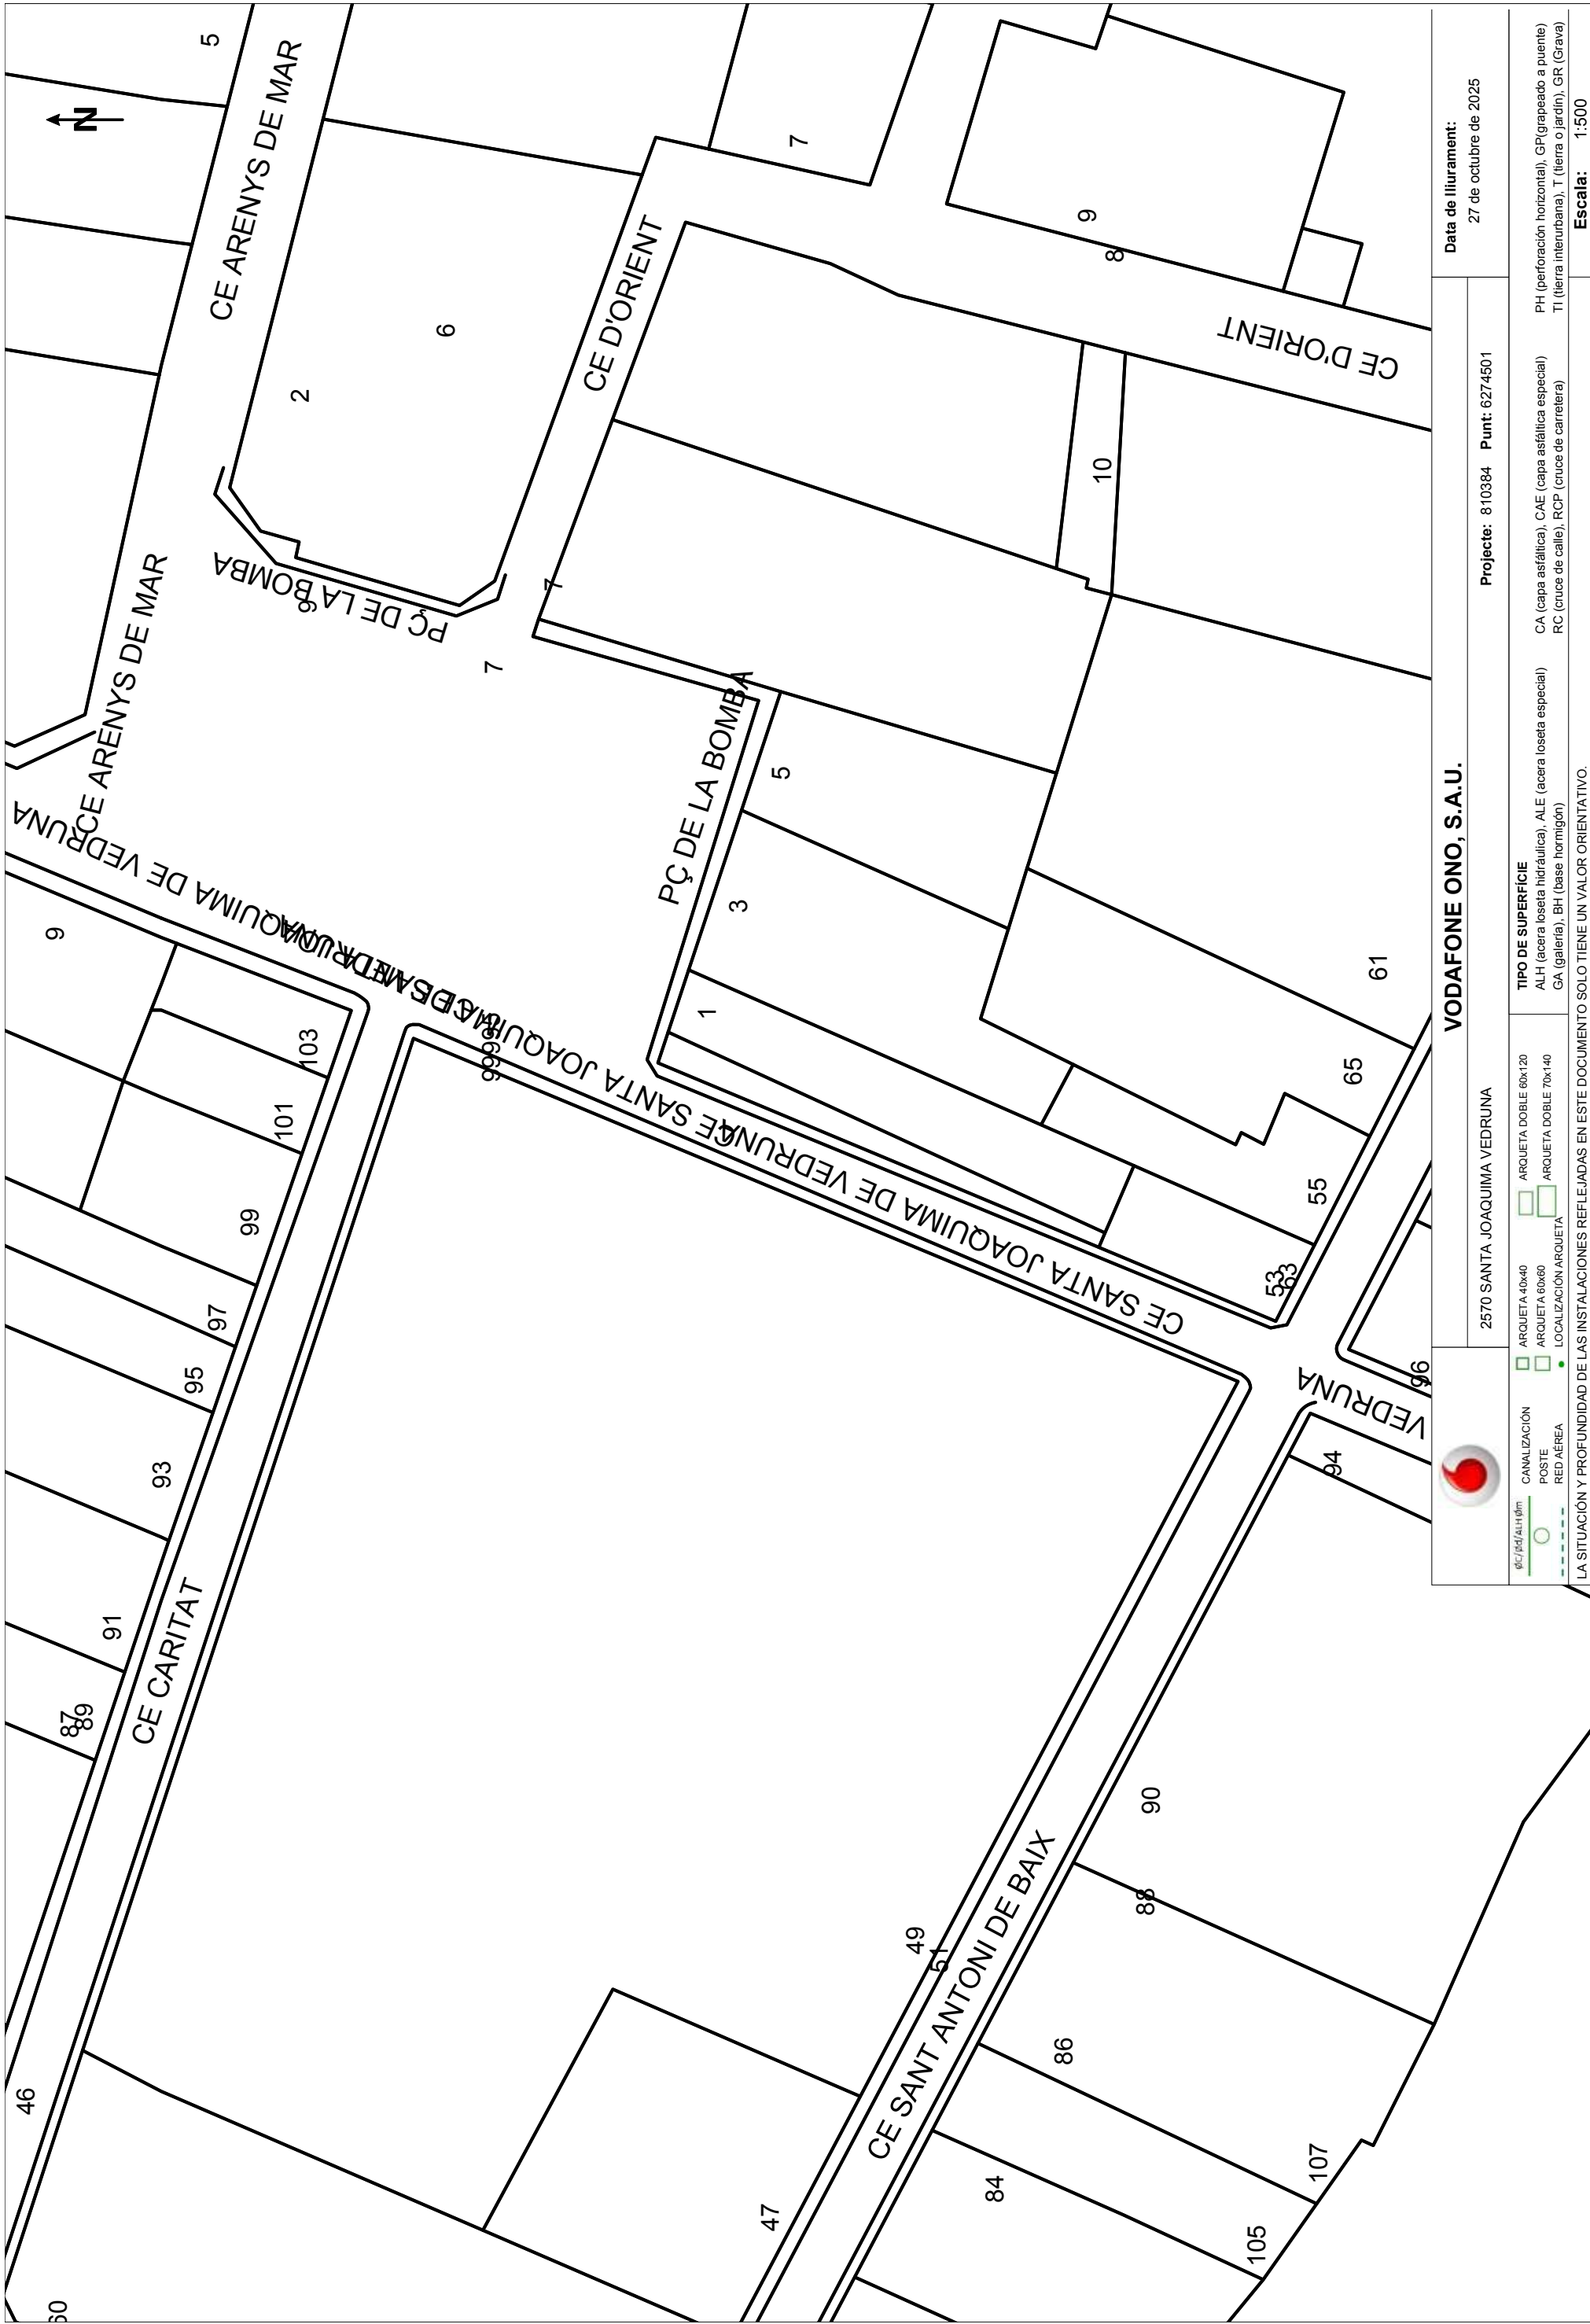 5
N
CE ARENYS DE MAR
2
6
CE ARENYS DE MAR
PÇ DE LA BOMBA
6
7
7
CE D'ORIENT
7
9
8
CE D'ORIENT
10
PÇ DE LA BOMBA
5
3
1
61
65
55
53
63
CE SANTA JOAQUIMA DE VEDRUNA
CE SANTA JOAQUIMA DE VEDRUNA
JOAQUIMA DE VEDRUNA
VEDRUNA
9
103
101
99
97
95
93
91
87
89
CE CARITAT
46
47
49
51
CE SANT ANTONI DE BAIX
96
94
90
88
86
84
107
105
VODAFONE ONO, S.A.U.
2570 SANTA JOAQUIMA VEDRUNA
Projecte: 810384 Punt: 6274501
Data de lliurament:
27 de octubre de 2025
CANALIZACIÓN
POSTE
RED AÉREA
ARQUETA 40x40
ARQUETA 60x60
LOCALIZACIÓN ARQUETA
ARQUETA DOBLE 60x120
ARQUETA DOBLE 70x140
TIPO DE SUPERFÍCIE
ALH (acera loseta hidráulica), ALE (acera loseta especial)
GA (galería), BH (base hormigón)
CA (capa asfáltica), CAE (capa asfáltica especial)
RC (cruce de calle), RCP (cruce de carretera)
PH (perforación horizontal), GP(grapeado a puente)
TI (tierra interurbana), T (tierra o jardín), GR (Grava)
LA SITUACIÓN Y PROFUNDIDAD DE LAS INSTALACIONES REFLEJADAS EN ESTE DOCUMENTO SOLO TIENE UN VALOR ORIENTATIVO.
Escala: 1:500